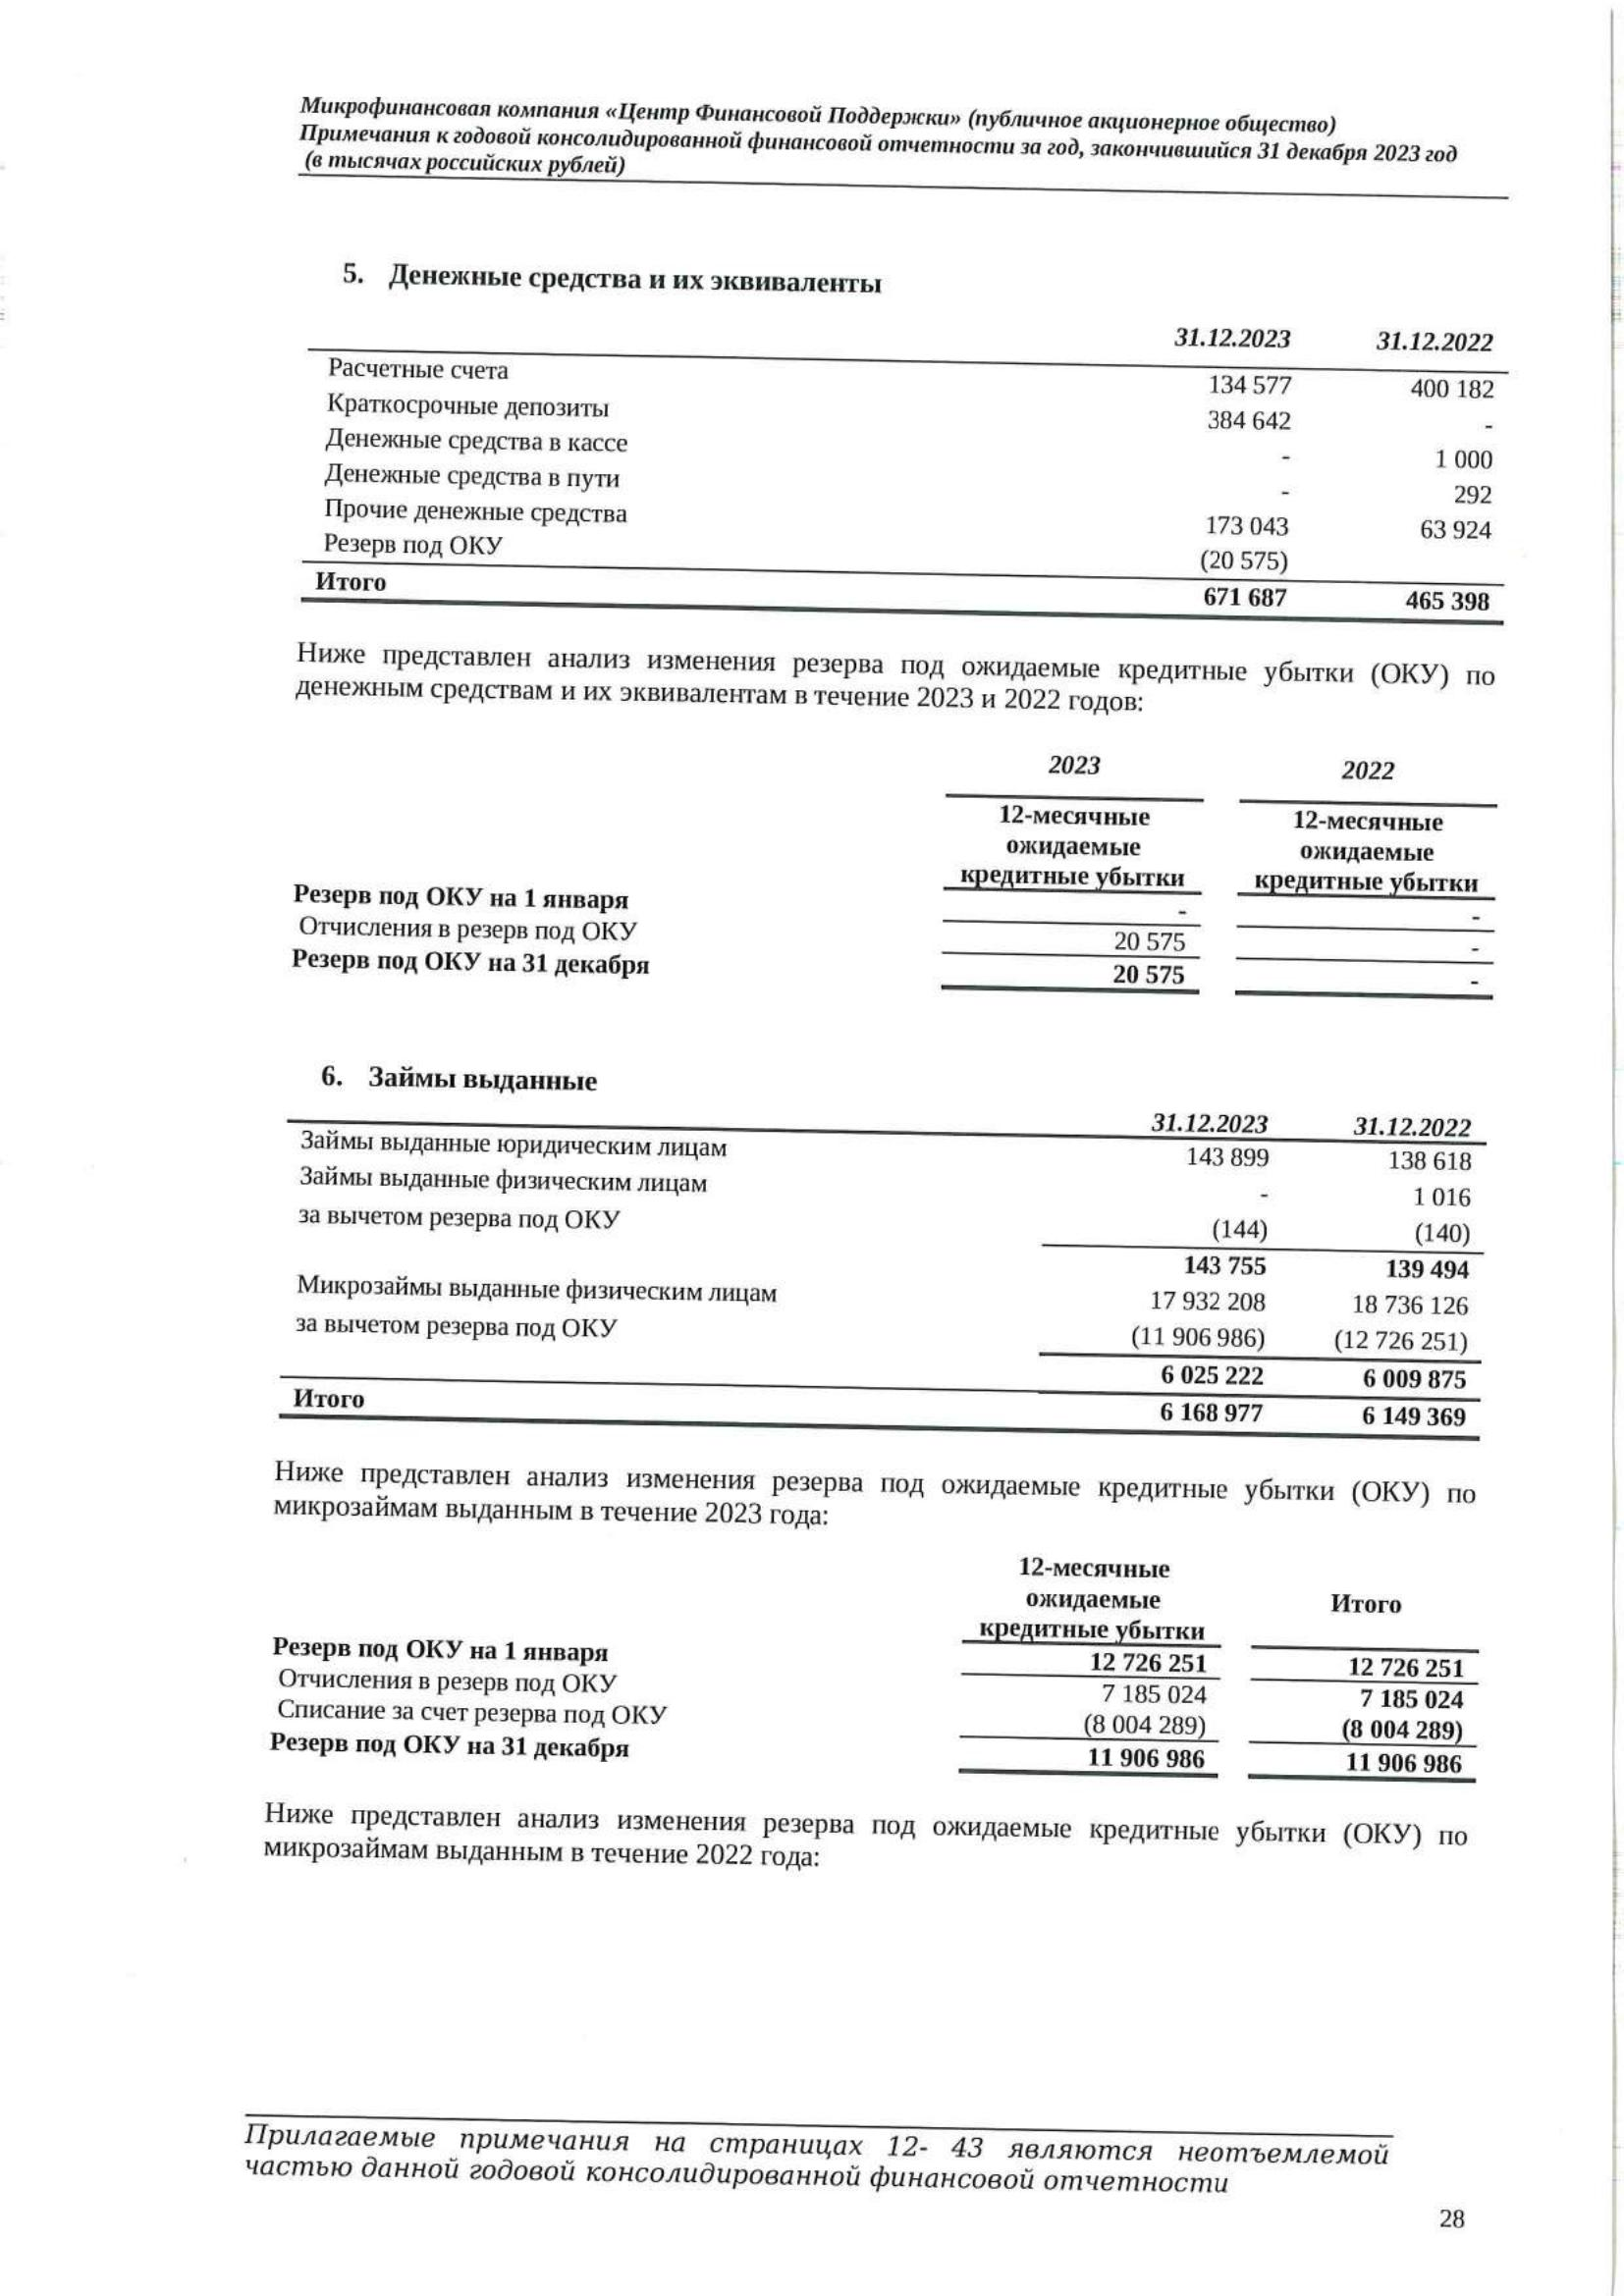 Микрофинансовая компания «Центр Финансовой Поддержки» (публичное акционерное общество)
Примечания к годовой консолидированной финансовой отчетности за год, закончившийся 31 декабря 2023 год
(в тысячах российских рублей)
5. Денежные средства и их эквиваленты
31.12.2023 31.12.2022
Расчетные счета 134 577 400 182
Краткосрочные депозиты 384 642 -
Денежные средства в кассе - 1 000
Денежные средства в пути - 292
Прочие денежные средства 173 043 63 924
Резерв под ОКУ (20 575)
Итого 671 687 465 398
Ниже представлен анализ изменения резерва под ожидаемые кредитные убытки (ОКУ) по
денежным средствам и их эквивалентам в течение 2023 и 2022 годов:
2023 2022
12-месячные 12-месячные
ожидаемые ожидаемые
кредитные убытки кредитные убытки
Резерв под ОКУ на 1 января - -
Отчисления в резерв под ОКУ 20 575 -
Резерв под ОКУ на 31 декабря 20 575 -
6. Займы выданные
31.12.2023 31.12.2022
Займы выданные юридическим лицам 143 899 138 618
Займы выданные физическим лицам - 1 016
за вычетом резерва под ОКУ (144) (140)
143 755 139 494
Микрозаймы выданные физическим лицам 17 932 208 18 736 126
за вычетом резерва под ОКУ (11 906 986) (12 726 251)
6 025 222 6 009 875
Итого 6 168 977 6 149 369
Ниже представлен анализ изменения резерва под ожидаемые кредитные убытки (ОКУ) по
микрозаймам выданным в течение 2023 года:
12-месячные
ожидаемые Итого
кредитные убытки
Резерв под ОКУ на 1 января 12 726 251 12 726 251
Отчисления в резерв под ОКУ 7 185 024 7 185 024
Списание за счет резерва под ОКУ (8 004 289) (8 004 289)
Резерв под ОКУ на 31 декабря 11 906 986 11 906 986
Ниже представлен анализ изменения резерва под ожидаемые кредитные убытки (ОКУ) по
микрозаймам выданным в течение 2022 года:
Прилагаемые примечания на страницах 12- 43 являются неотъемлемой
частью данной годовой консолидированной финансовой отчетности
28